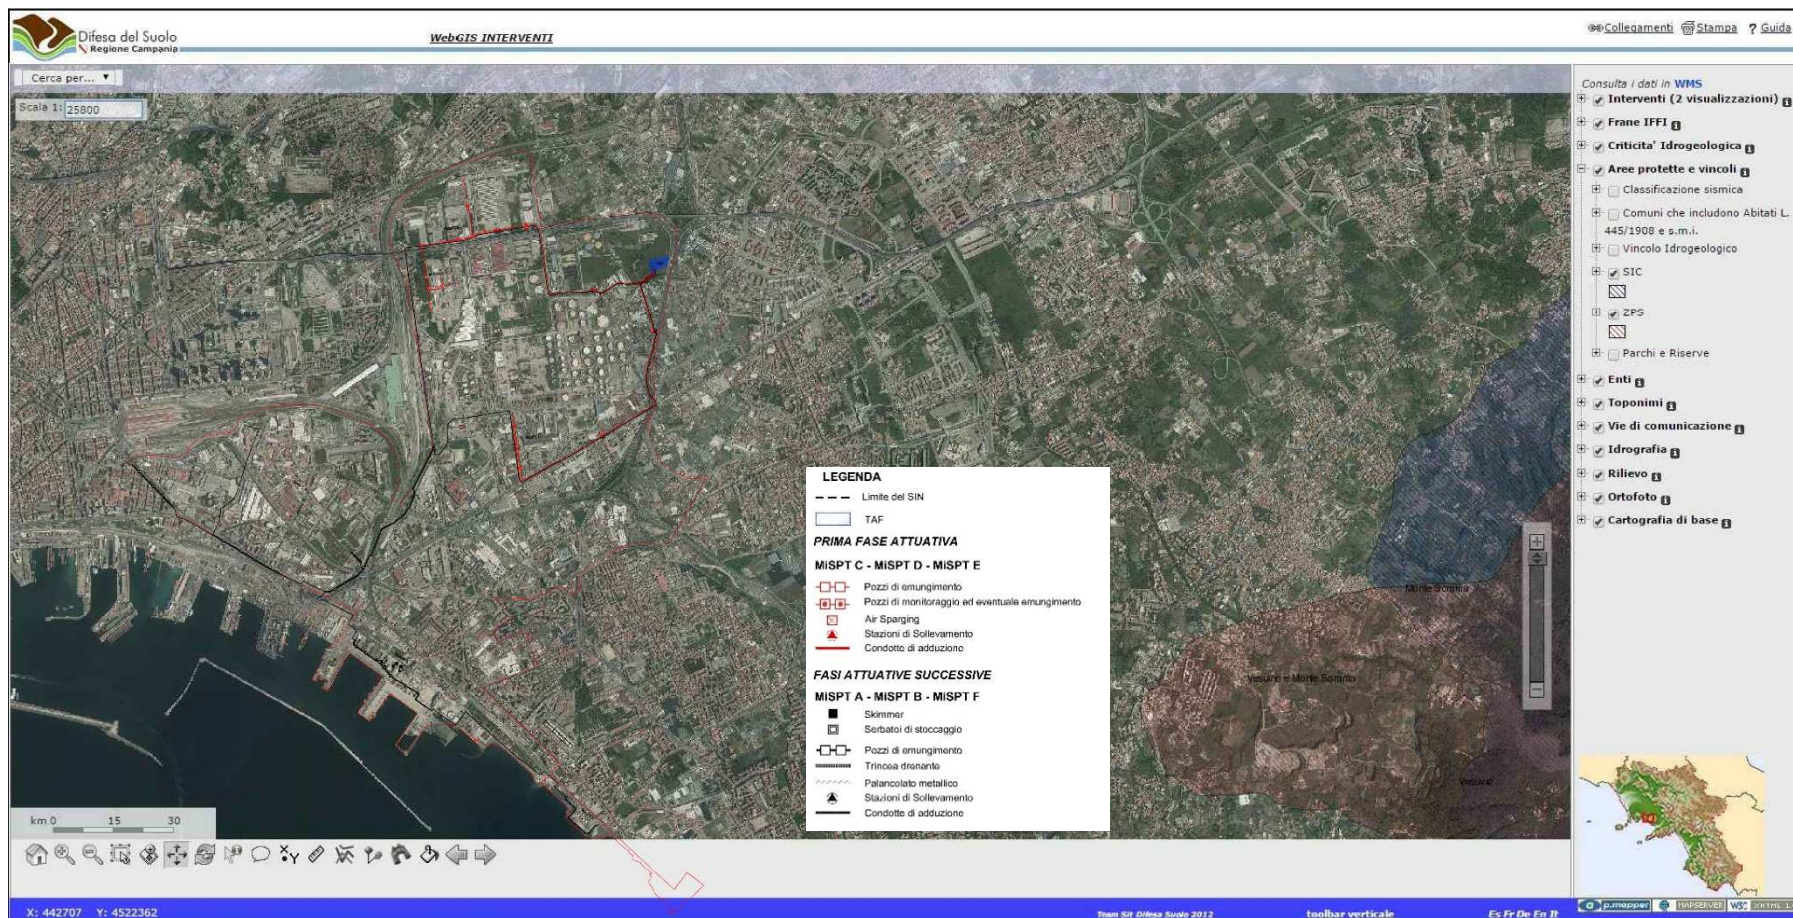 Difesa del Suolo
Regione Campania
WebGIS INTERVENTI
Collegamenti Stampa ? Guida
Cerca per...
Scala 1: 25800
Consulta i dati in WMS
Interventi (2 visualizzazioni)
Frane IFFI
Criticita' Idrogeologica
Aree protette e vincoli
Classificazione sismica
Comuni che includono Abitati L.
445/1908 e s.m.i.
Vincolo Idrogeologico
SIC
ZPS
Parchi e Riserve
Enti
Toponimi
Vie di comunicazione
Idrografia
Rilievo
Ortofoto
Cartografia di base
Monte Somma
Vesuvio e Monte Somma
Vesuvio
LEGENDA
Limite del SIN
TAF
PRIMA FASE ATTUATIVA
MiSPT C - MiSPT D - MiSPT E
Pozzi di emungimento
Pozzi di monitoraggio ed eventuale emungimento
Air Sparging
Stazioni di Sollevamento
Condotte di adduzione
FASI ATTUATIVE SUCCESSIVE
MiSPT A - MiSPT B - MiSPT F
Skimmer
Serbatoi di stoccaggio
Pozzi di emungimento
Trincea drenante
Palancolato metallico
Stazioni di Sollevamento
Condotte di adduzione
km 0 15 30
X: 442707 Y: 4522362
Team Sit Difesa Suolo 2012
toolbar verticale
Es Fr De En It
p.mapper MAPSERVER W3C XHTML 1.